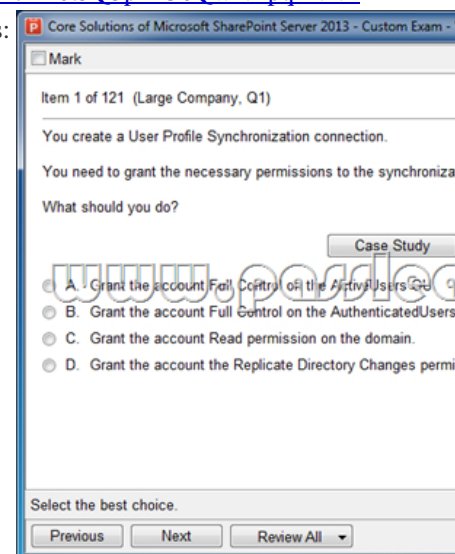 s:
Core Solutions of Microsoft SharePoint Server 2013 - Custom Exam -
Mark
Item 1 of 121 (Large Company, Q1)
You create a User Profile Synchronization connection.
You need to grant the necessary permissions to the synchroniza
What should you do?
Case Study
www.passlea
A. Grant the account Full Control on the ActiveUsers OU
B. Grant the account Full Control on the AuthenticatedUsers
C. Grant the account Read permission on the domain.
D. Grant the account the Replicate Directory Changes permi
Select the best choice.
Previous Next Review All